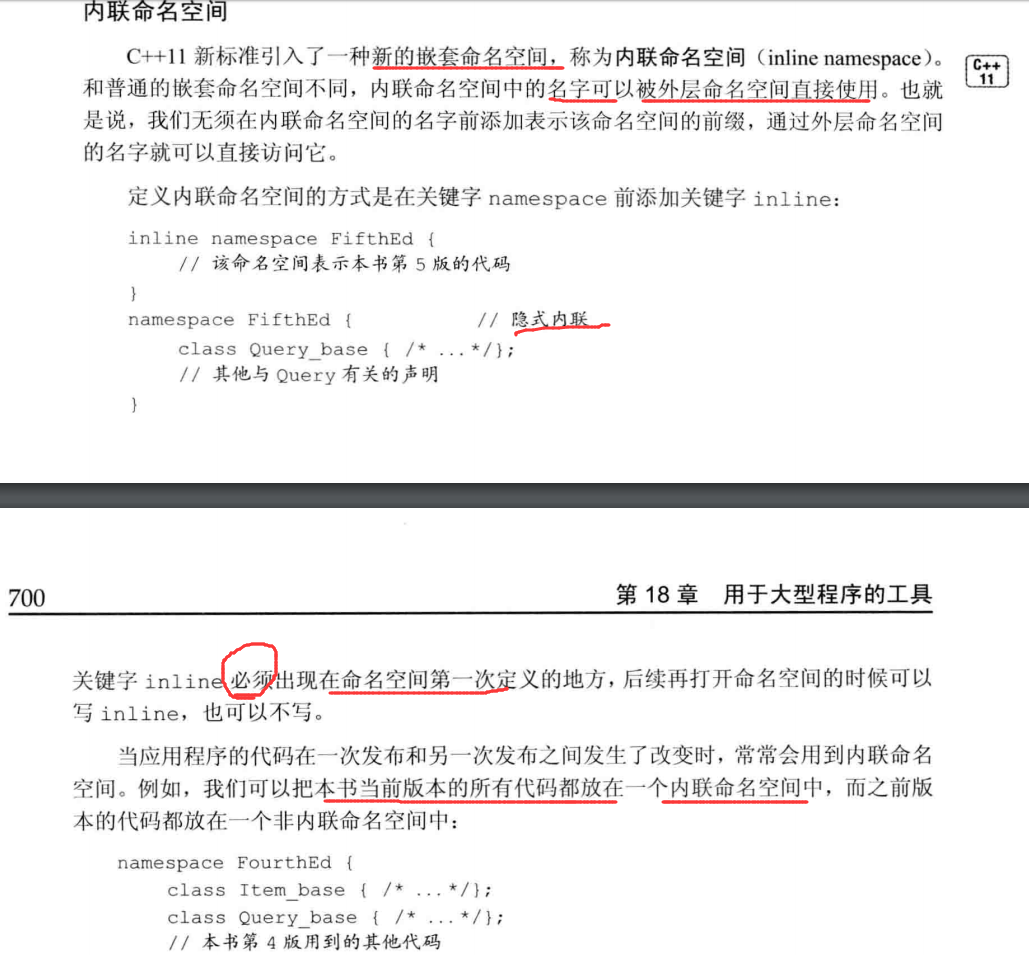 内联命名空间
C++11 新标准引入了一种新的嵌套命名空间，称为内联命名空间（inline namespace）。
C++
11
和普通的嵌套命名空间不同，内联命名空间中的名字可以被外层命名空间直接使用。也就
是说，我们无须在内联命名空间的名字前添加表示该命名空间的前缀，通过外层命名空间
的名字就可以直接访问它。
定义内联命名空间的方式是在关键字 namespace 前添加关键字 inline：
inline namespace FifthEd {
// 该命名空间表示本书第 5 版的代码
}
namespace FifthEd { // 隐式内联
class Query_base { /* ... */};
// 其他与 Query 有关的声明
}
700
第 18 章 用于大型程序的工具
关键字 inline 必须出现在命名空间第一次定义的地方，后续再打开命名空间的时候可以
写 inline，也可以不写。
当应用程序的代码在一次发布和另一次发布之间发生了改变时，常常会用到内联命名
空间。例如，我们可以把本书当前版本的所有代码都放在一个内联命名空间中，而之前版
本的代码都放在一个非内联命名空间中：
namespace FourthEd {
class Item_base { /* ... */};
class Query_base { /* ... */};
// 本书第 4 版用到的其他代码